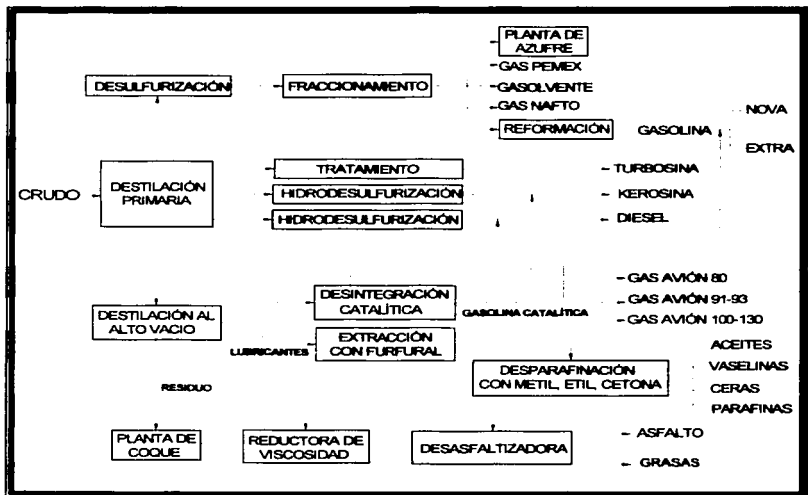 PLANTA DE
AZUFRE
GAS PEMEX
DESULFURIZACIÓN
FRACCIONAMIENTO
GASOLVENTE
GAS NAFTO
REFORMACIÓN
GASOLINA
NOVA
EXTRA
CRUDO
DESTILACIÓN
PRIMARIA
TRATAMIENTO
HIDRODESULFURIZACIÓN
HIDRODESULFURIZACIÓN
TURBOSINA
KEROSINA
DIESEL
DESTILACIÓN AL
ALTO VACIO
DESINTEGRACIÓN
CATALÍTICA
GASOLINA CATALÍTICA
GAS AVIÓN 80
GAS AVIÓN 91-93
GAS AVIÓN 100-130
LUBRICANTES
EXTRACCIÓN
CON FURFURAL
DESPARAFINACIÓN
CON METIL, ETIL, CETONA
ACEITES
VASELINAS
CERAS
PARAFINAS
RESIDUO
PLANTA DE
COQUE
REDUCTORA DE
VISCOSIDAD
DESASFALTIZADORA
ASFALTO
GRASAS